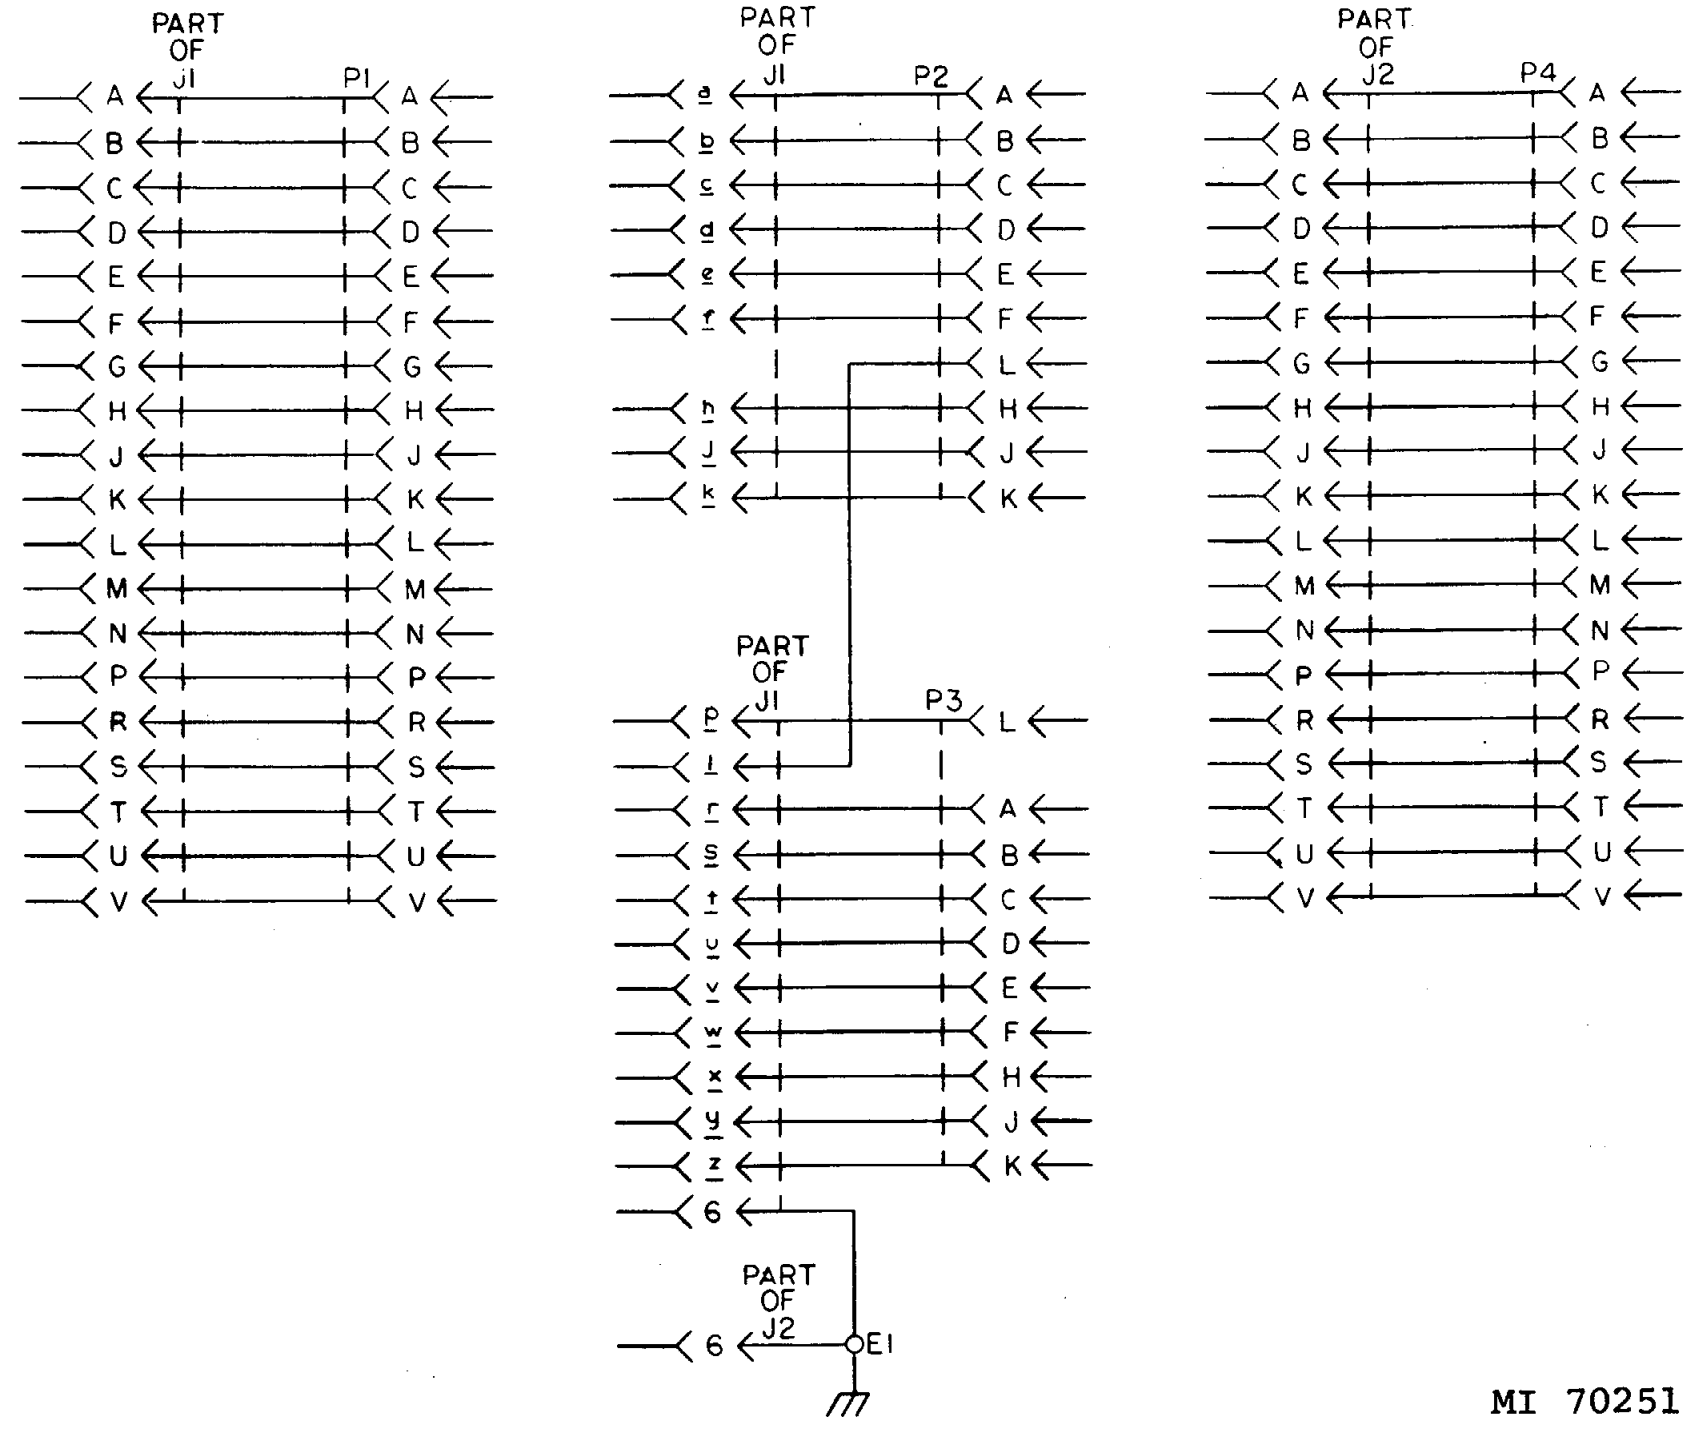 PART
OF
J1 P1
A A
B B
C C
D D
E E
F F
G G
H H
J J
K K
L L
M M
N N
P P
R R
S S
T T
U U
V V
PART
OF
J1 P2
a A
b B
c C
d D
e E
f F
L
h H
J J
k K
PART
OF
J1 P3
p L
l
r A
s B
t C
u D
v E
w F
x H
y J
z K
6
PART
OF
J2
6 E1
PART
OF
J2 P4
A A
B B
C C
D D
E E
F F
G G
H H
J J
K K
L L
M M
N N
P P
R R
S S
T T
U U
V V
MI 70251